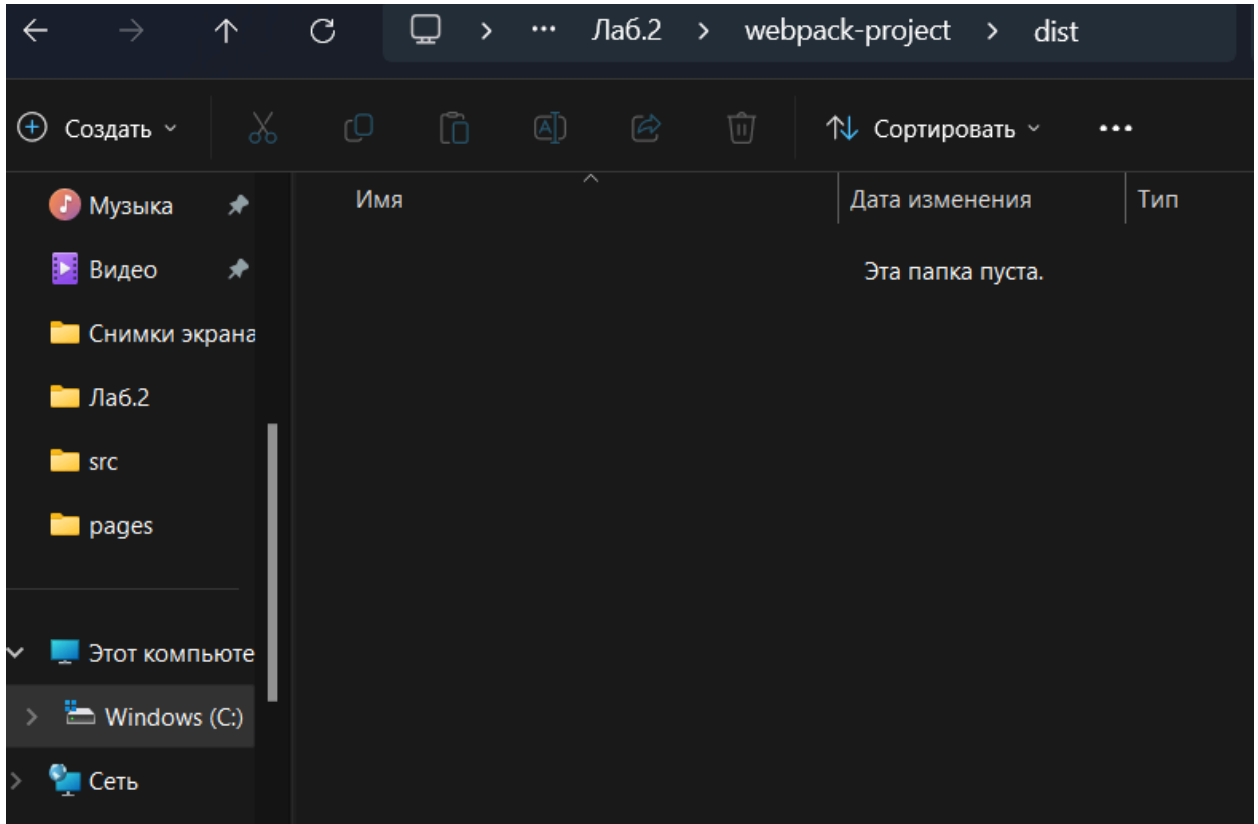 Лаб.2 > webpack-project > dist
Создать Сортировать
Имя Дата изменения Тип
Эта папка пуста.
Музыка
Видео
Снимки экрана
Лаб.2
src
pages
Этот компьюте
Windows (C:)
Сеть